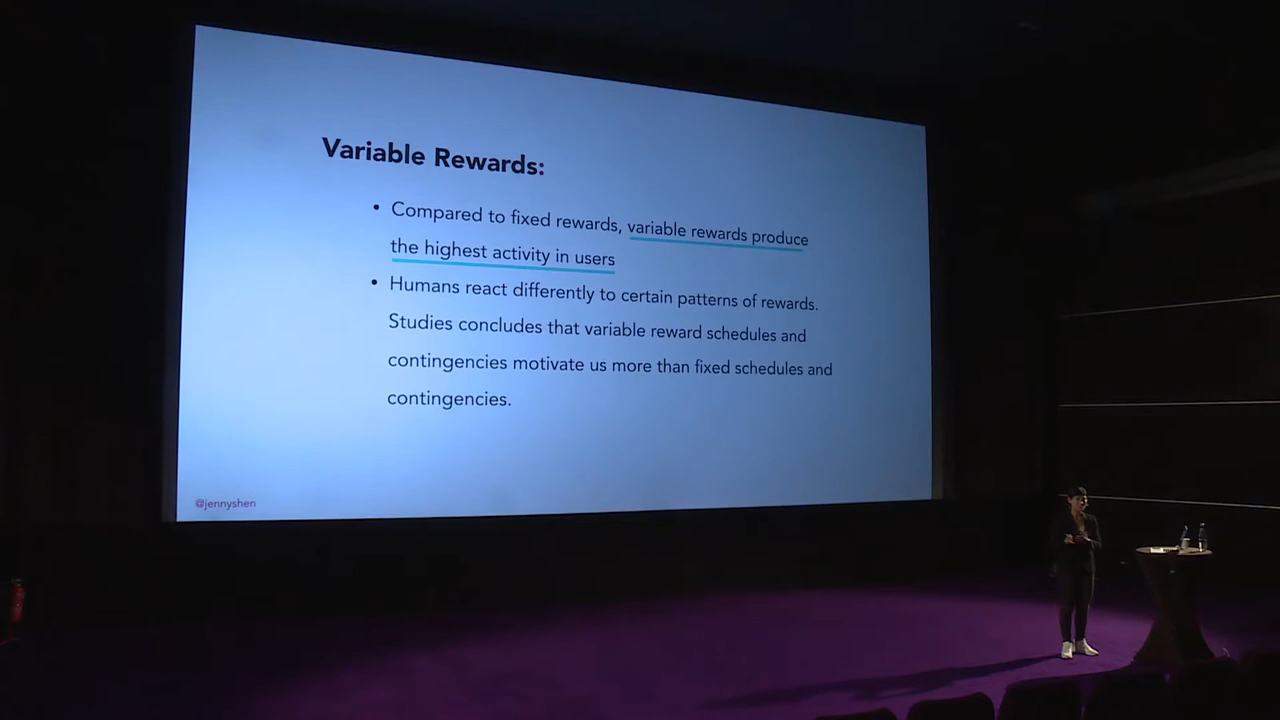 Variable Rewards:
• Compared to fixed rewards, variable rewards produce
the highest activity in users
• Humans react differently to certain patterns of rewards.
Studies concludes that variable reward schedules and
contingencies motivate us more than fixed schedules and
contingencies.
@jennyshen